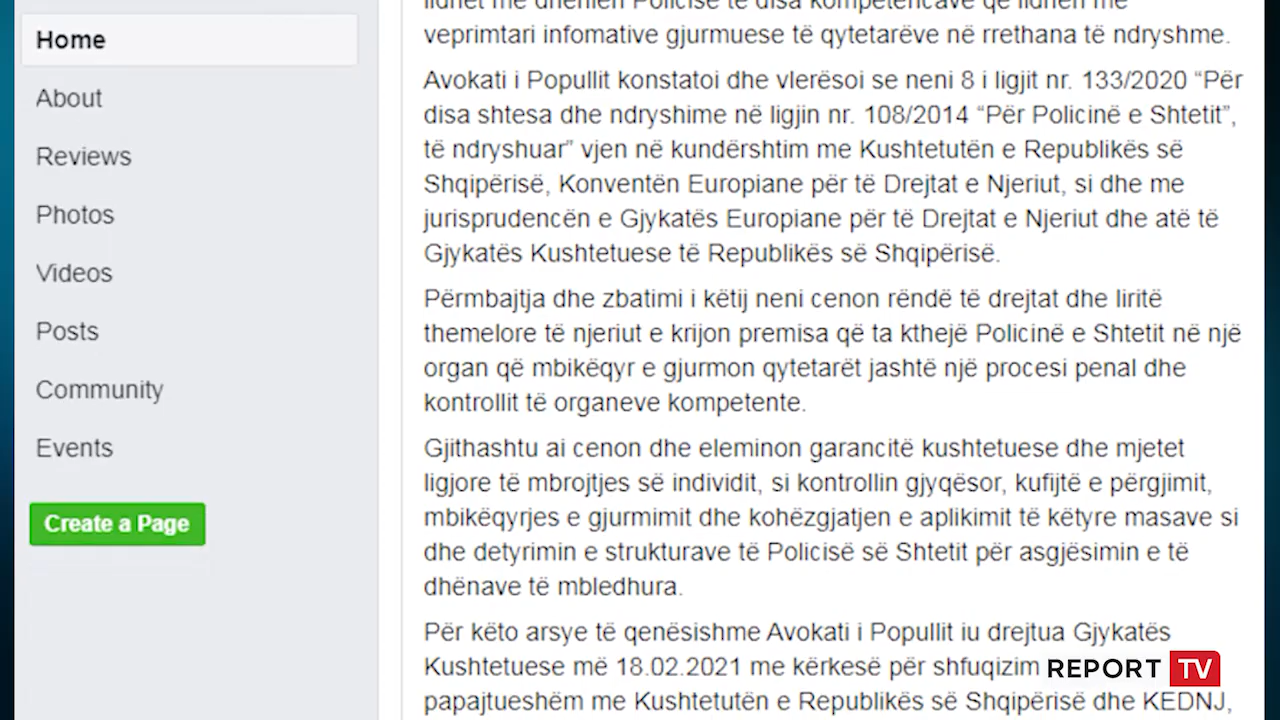 Home
About
Reviews
Photos
Videos
Posts
Community
Events
Create a Page
lidhet me dhënien Policisë të disa kompetencave që lidhen me
veprimtari infomative gjurmuese të qytetarëve në rrethana të ndryshme.
Avokati i Popullit konstatoi dhe vlerësoi se neni 8 i ligjit nr. 133/2020 “Për
disa shtesa dhe ndryshime në ligjin nr. 108/2014 “Për Policinë e Shtetit”,
të ndryshuar” vjen në kundërshtim me Kushtetutën e Republikës së
Shqipërisë, Konventën Europiane për të Drejtat e Njeriut, si dhe me
jurisprudencën e Gjykatës Europiane për të Drejtat e Njeriut dhe atë të
Gjykatës Kushtetuese të Republikës së Shqipërisë.
Përmbajtja dhe zbatimi i këtij neni cenon rëndë të drejtat dhe liritë
themelore të njeriut e krijon premisa që ta kthejë Policinë e Shtetit në një
organ që mbikëqyr e gjurmon qytetarët jashtë një procesi penal dhe
kontrollit të organeve kompetente.
Gjithashtu ai cenon dhe eleminon garancitë kushtetuese dhe mjetet
ligjore të mbrojtjes së individit, si kontrollin gjyqësor, kufijtë e përgjimit,
mbikëqyrjes e gjurmimit dhe kohëzgjatjen e aplikimit të këtyre masave si
dhe detyrimin e strukturave të Policisë së Shtetit për asgjësimin e të
dhënave të mbledhura.
Për këto arsye të qenësishme Avokati i Popullit iu drejtua Gjykatës
Kushtetuese më 18.02.2021 me kërkesë për shfuqizim
papajtueshëm me Kushtetutën e Republikës së Shqipërisë dhe KEDNJ,
REPORT TV